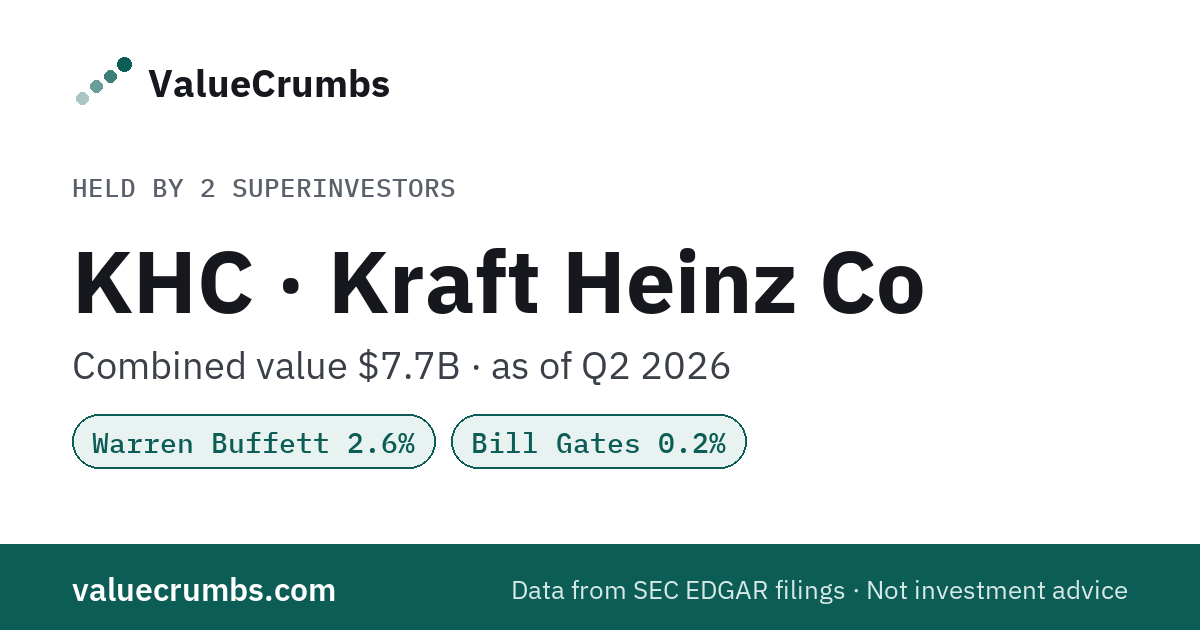 ValueCrumbs
HELD BY 2 SUPERINVESTORS
KHC · Kraft Heinz Co
Combined value $7.7B · as of Q2 2026
Warren Buffett 2.6% Bill Gates 0.2%
valuecrumbs.com Data from SEC EDGAR filings · Not investment advice